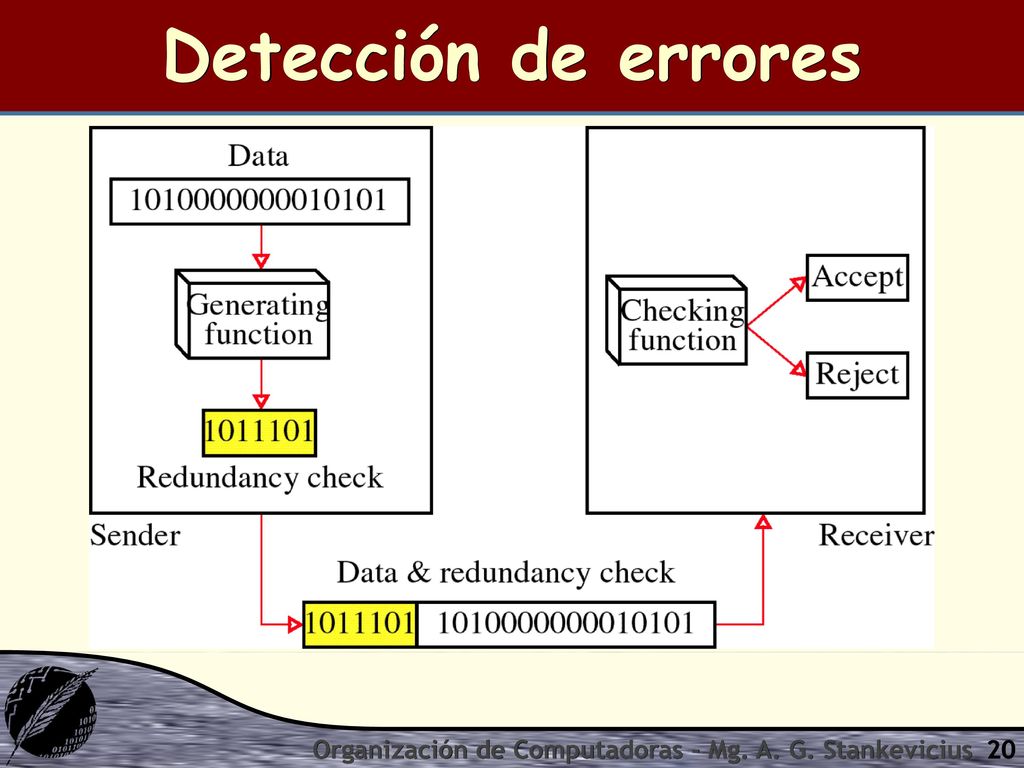 Detección de errores
Data
1010000000010101
Generating
function
1011101
Redundancy check
Sender
Checking
function
Accept
Reject
Receiver
Data & redundancy check
1011101 1010000000010101
Organización de Computadoras - Mg. A. G. Stankevicius 20